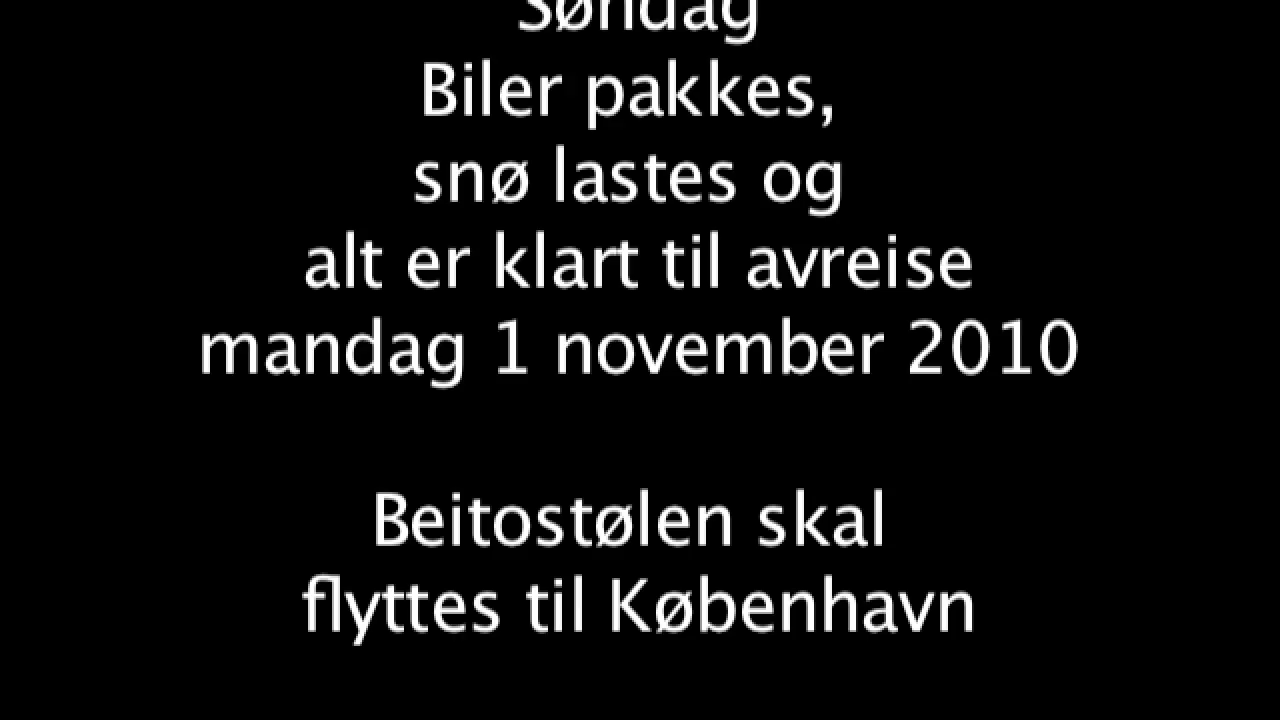 Søndag
Biler pakkes,
snø lastes og
alt er klart til avreise
mandag 1 november 2010
Beitostølen skal
flyttes til København